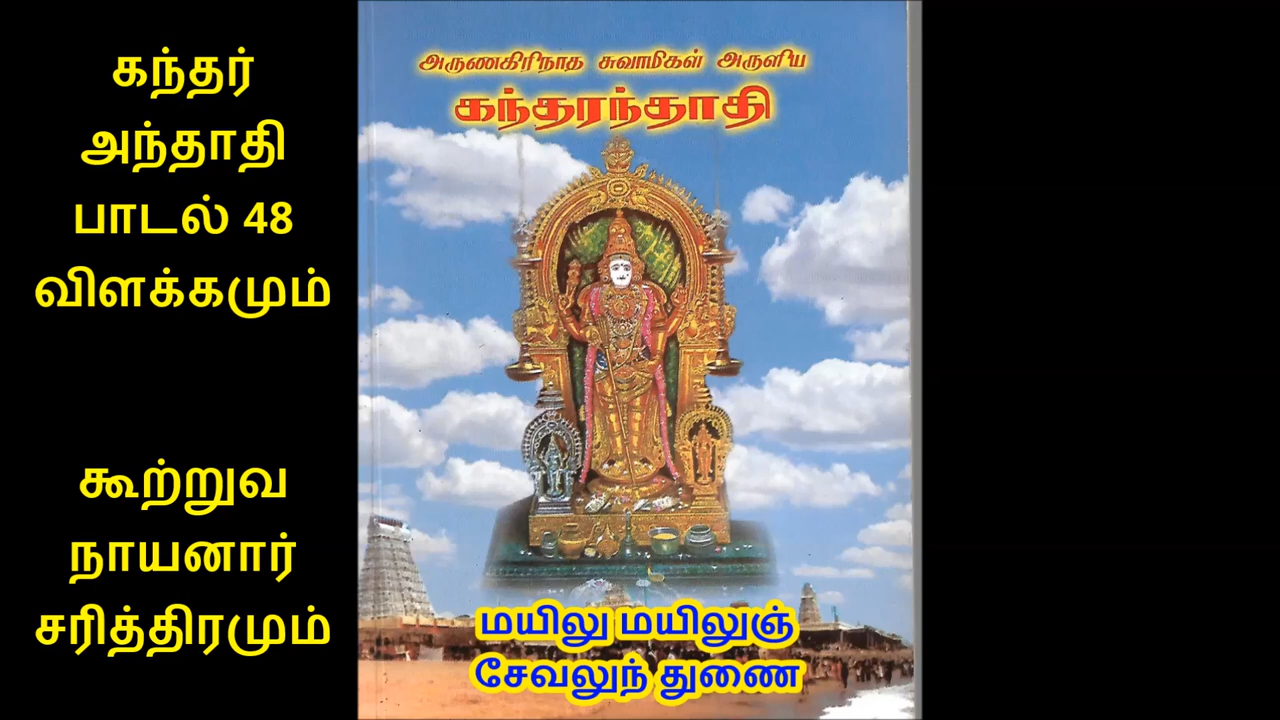 கந்தர்
அந்தாதி
பாடல் 48
விளக்கமும்
கூற்றுவ
நாயனார்
சரித்திரமும்
அருணகிரிநாத சுவாமிகள் அருளிய
கந்தரந்தாதி
மயிலு மயிலுஞ்
சேவலுந் துணை